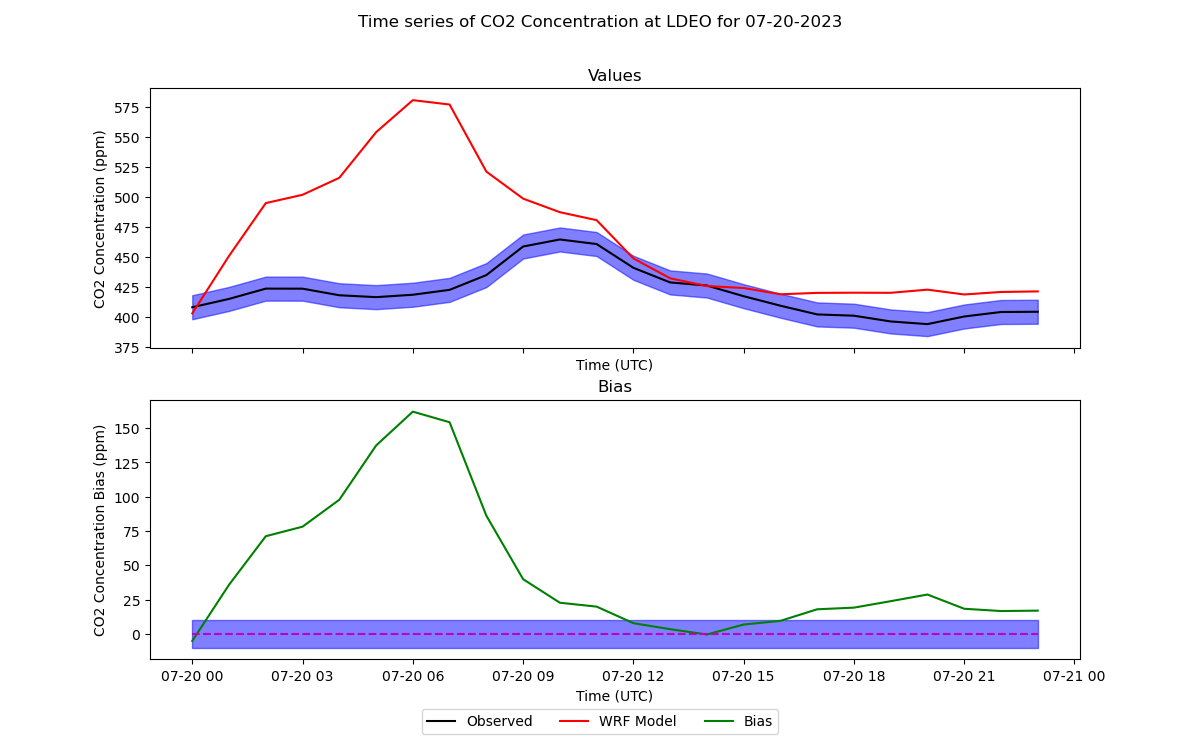 Time series of CO2 Concentration at LDEO for 07-20-2023
Values
CO2 Concentration (ppm)
575
550
525
500
475
450
425
400
375
Time (UTC)
Bias
CO2 Concentration Bias (ppm)
150
125
100
75
50
25
0
07-20 00 07-20 03 07-20 06 07-20 09 07-20 12 07-20 15 07-20 18 07-20 21 07-21 00
Time (UTC)
Observed WRF Model Bias